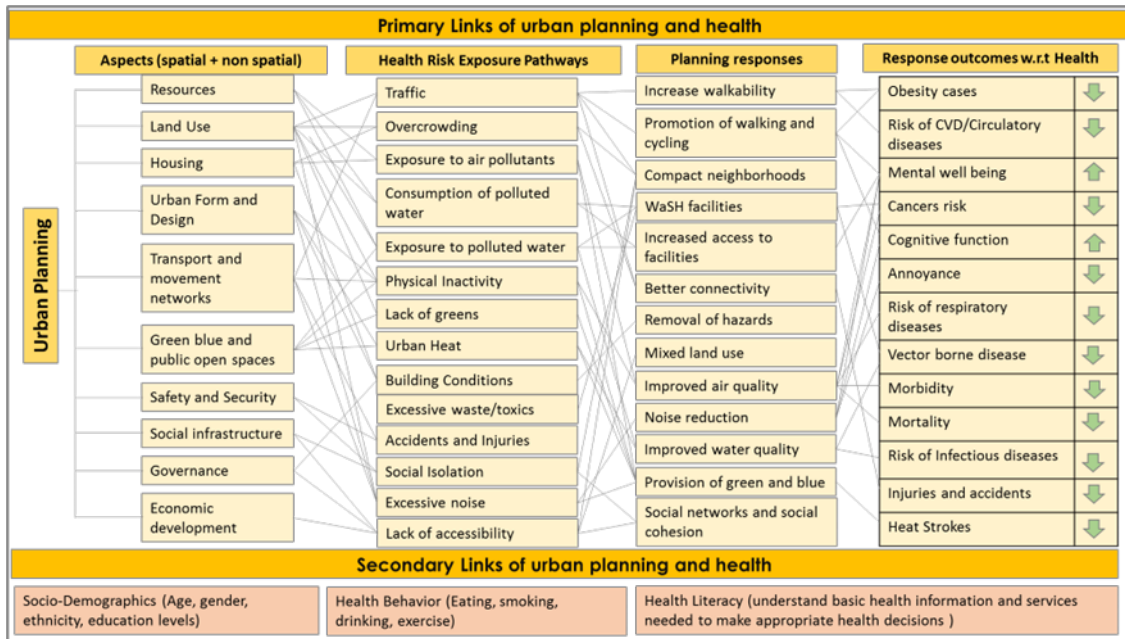 Primary Links of urban planning and health
Aspects (spatial + non spatial)
Health Risk Exposure Pathways
Planning responses
Response outcomes w.r.t Health
Urban Planning
Resources
Land Use
Housing
Urban Form and
Design
Transport and
movement
networks
Green blue and
public open spaces
Safety and Security
Social infrastructure
Governance
Economic
development
Traffic
Overcrowding
Exposure to air pollutants
Consumption of polluted
water
Exposure to polluted water
Physical Inactivity
Lack of greens
Urban Heat
Building Conditions
Excessive waste/toxics
Accidents and Injuries
Social Isolation
Excessive noise
Lack of accessibility
Increase walkability
Promotion of walking and
cycling
Compact neighborhoods
WaSH facilities
Increased access to
facilities
Better connectivity
Removal of hazards
Mixed land use
Improved air quality
Noise reduction
Improved water quality
Provision of green and blue
Social networks and social
cohesion
Obesity cases
Risk of CVD/Circulatory
diseases
Mental well being
Cancers risk
Cognitive function
Annoyance
Risk of respiratory
diseases
Vector borne disease
Morbidity
Mortality
Risk of Infectious diseases
Injuries and accidents
Heat Strokes
Secondary Links of urban planning and health
Socio-Demographics (Age, gender,
ethnicity, education levels)
Health Behavior (Eating, smoking,
drinking, exercise)
Health Literacy (understand basic health information and services
needed to make appropriate health decisions )